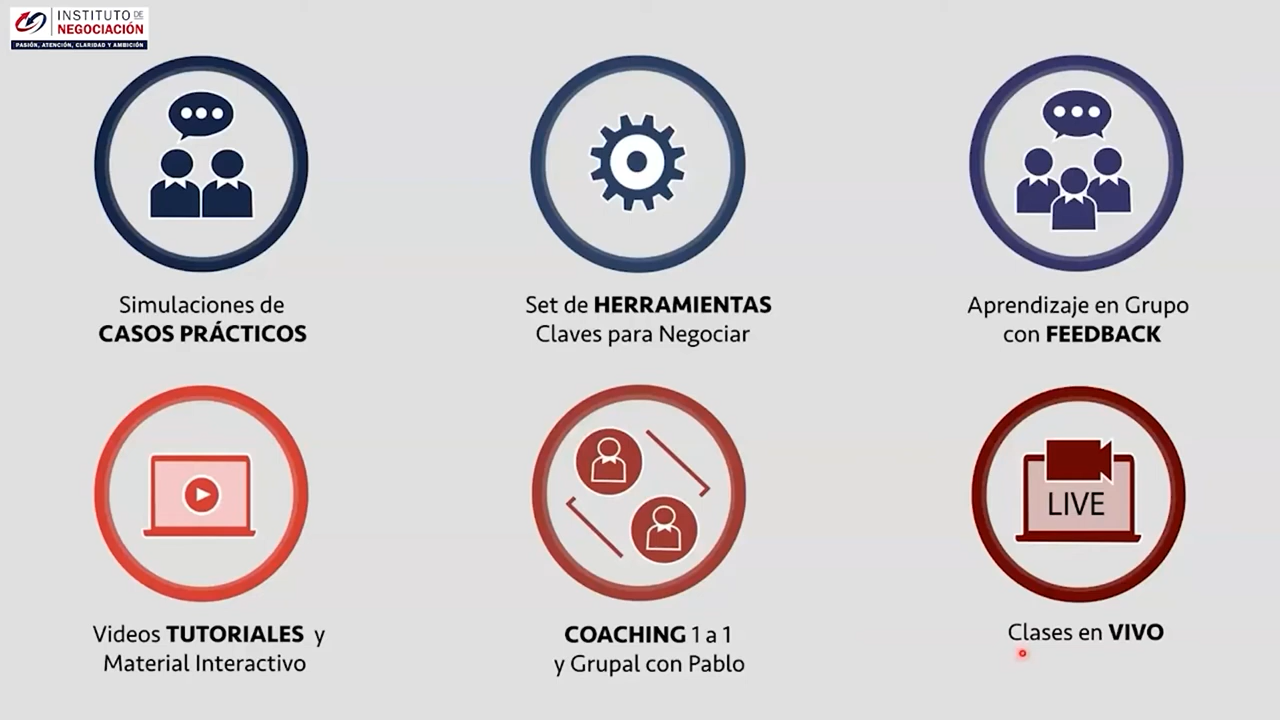 INSTITUTO DE
NEGOCIACIÓN
PASIÓN, ATENCIÓN, CLARIDAD Y AMBICIÓN
Simulaciones de
CASOS PRÁCTICOS
Set de HERRAMIENTAS
Claves para Negociar
Aprendizaje en Grupo
con FEEDBACK
Videos TUTORIALES y
Material Interactivo
COACHING 1 a 1
y Grupal con Pablo
LIVE
Clases en VIVO